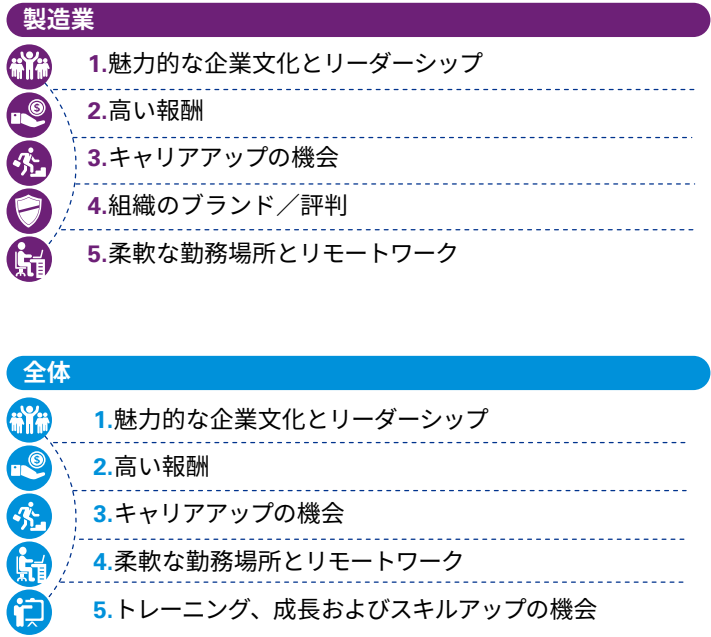 製造業
1.魅力的な企業文化とリーダーシップ
2.高い報酬
3.キャリアアップの機会
4.組織のブランド／評判
5.柔軟な勤務場所とリモートワーク
全体
1.魅力的な企業文化とリーダーシップ
2.高い報酬
3.キャリアアップの機会
4.柔軟な勤務場所とリモートワーク
5.トレーニング、成長およびスキルアップの機会